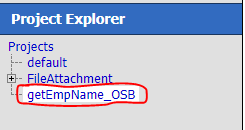 Project Explorer
Projects
default
FileAttachment
getEmpName_OSB